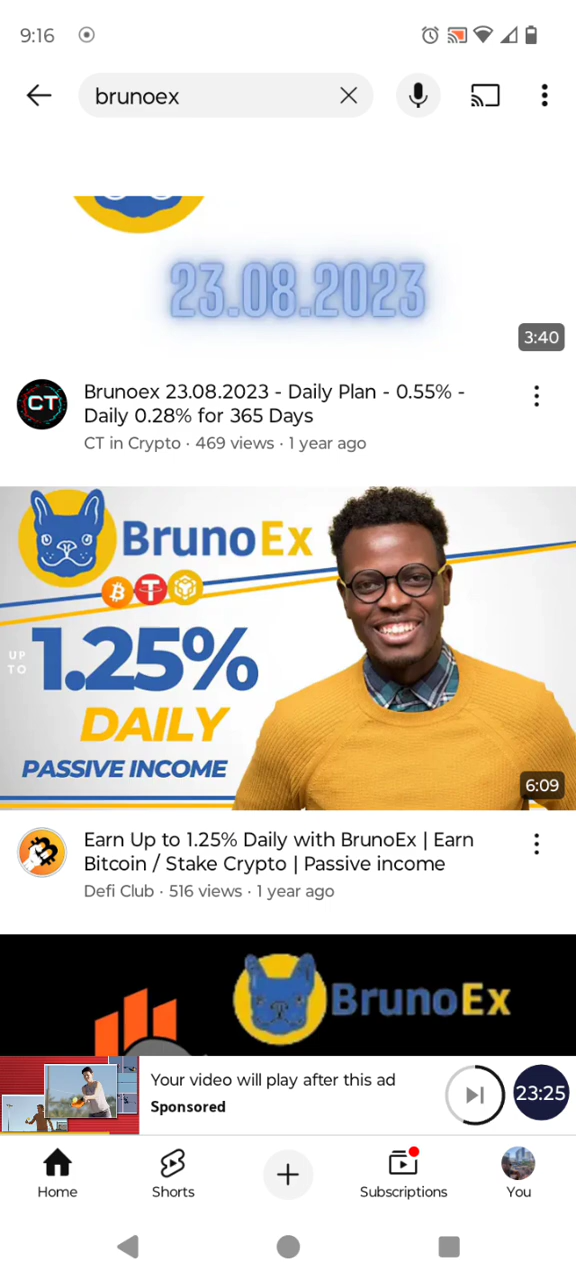 9:16
brunoex
23.08.2023
3:40
CT
Brunoex 23.08.2023 - Daily Plan - 0.55% -
Daily 0.28% for 365 Days
CT in Crypto · 469 views · 1 year ago
BrunoEx
UP
TO
1.25%
DAILY
PASSIVE INCOME
6:09
Earn Up to 1.25% Daily with BrunoEx | Earn
Bitcoin / Stake Crypto | Passive income
Defi Club · 516 views · 1 year ago
BrunoEx
Your video will play after this ad
Sponsored
23:25
Home
Shorts
Subscriptions
You